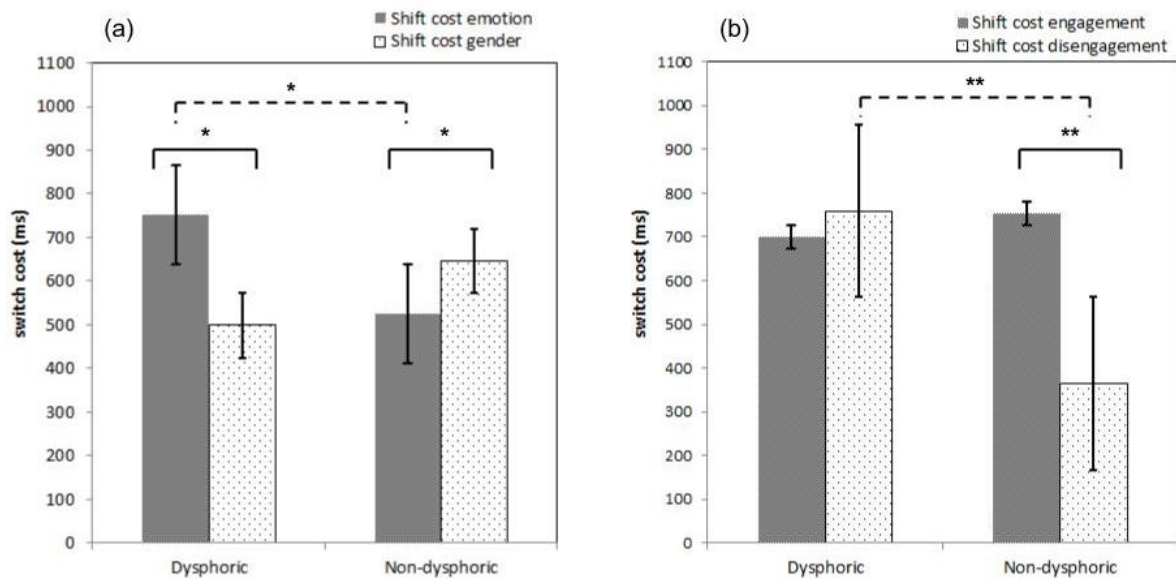 (a)
Shift cost emotion
Shift cost gender
switch cost (ms)
1100
1000
900
800
700
600
500
400
300
200
100
0
*
*
*
Dysphoric
Non-dysphoric
(b)
Shift cost engagement
Shift cost disengagement
switch cost (ms)
1100
1000
900
800
700
600
500
400
300
200
100
0
**
**
Dysphoric
Non-dysphoric